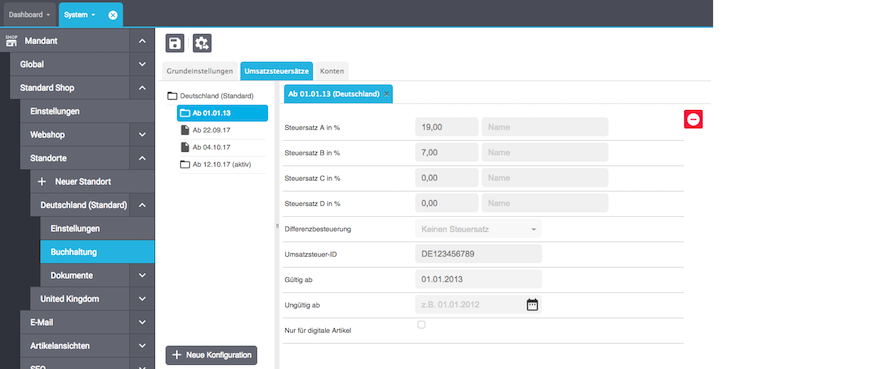 Dashboard
System
SHOP
Mandant
Global
Standard Shop
Einstellungen
Webshop
Standorte
Neuer Standort
Deutschland (Standard)
Einstellungen
Buchhaltung
Dokumente
United Kingdom
E-Mail
Artikelansichten
SEO
Grundeinstellungen
Umsatzsteuersätze
Konten
Deutschland (Standard)
Ab 01.01.13
Ab 22.09.17
Ab 04.10.17
Ab 12.10.17 (aktiv)
Neue Konfiguration
Ab 01.01.13 (Deutschland)
Steuersatz A in % 19,00 Name
Steuersatz B in % 7,00 Name
Steuersatz C in % 0,00 Name
Steuersatz D in % 0,00 Name
Differenzbesteuerung Keinen Steuersatz
Umsatzsteuer-ID DE123456789
Gültig ab 01.01.2013
Ungültig ab z.B. 01.01.2012
Nur für digitale Artikel